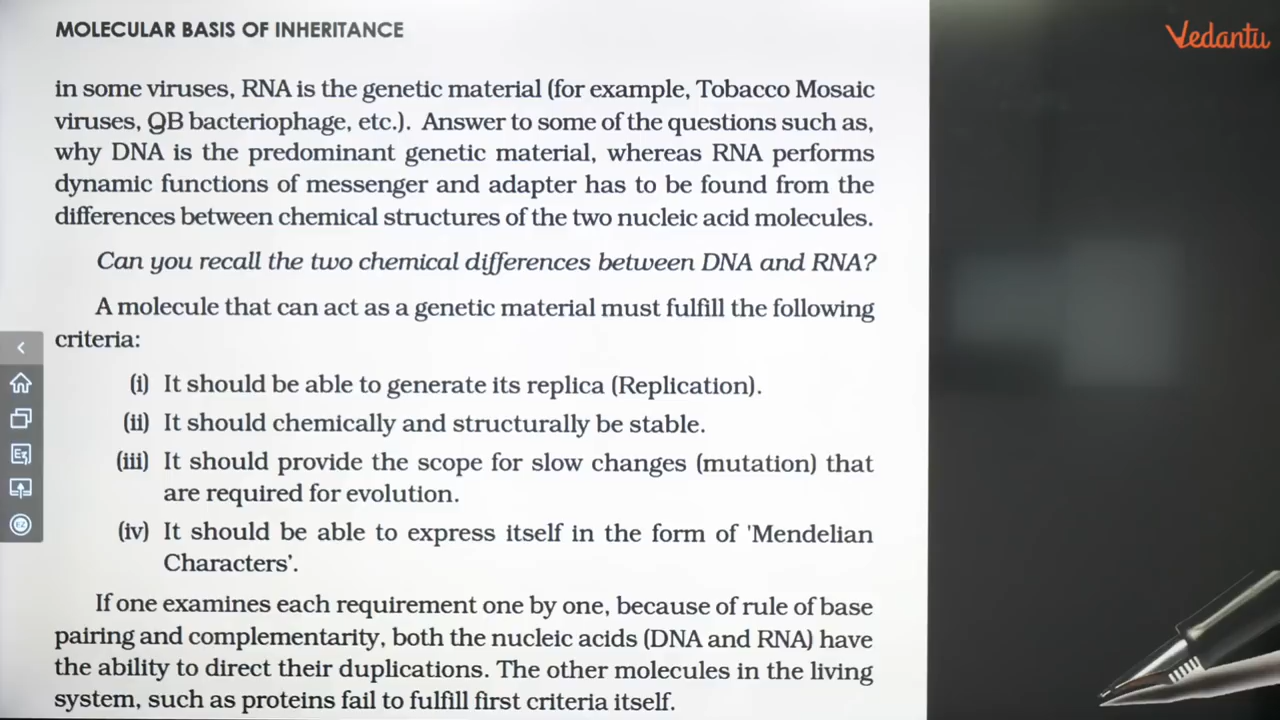 MOLECULAR BASIS OF INHERITANCE
Vedantu
in some viruses, RNA is the genetic material (for example, Tobacco Mosaic
viruses, QB bacteriophage, etc.). Answer to some of the questions such as,
why DNA is the predominant genetic material, whereas RNA performs
dynamic functions of messenger and adapter has to be found from the
differences between chemical structures of the two nucleic acid molecules.
Can you recall the two chemical differences between DNA and RNA?
A molecule that can act as a genetic material must fulfill the following
criteria:
(i) It should be able to generate its replica (Replication).
(ii) It should chemically and structurally be stable.
(iii) It should provide the scope for slow changes (mutation) that
are required for evolution.
(iv) It should be able to express itself in the form of 'Mendelian
Characters'.
If one examines each requirement one by one, because of rule of base
pairing and complementarity, both the nucleic acids (DNA and RNA) have
the ability to direct their duplications. The other molecules in the living
system, such as proteins fail to fulfill first criteria itself.